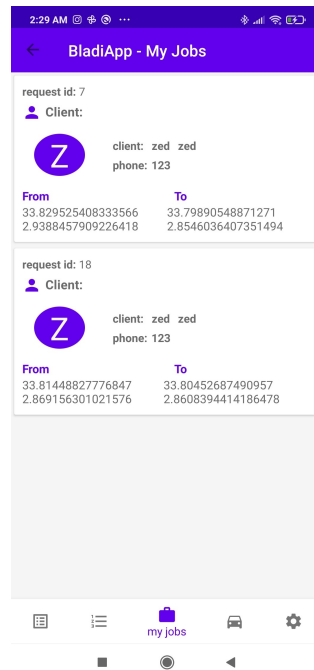 2:29 AM
BladiApp - My Jobs
request id: 7
Client:
Z
client: zed zed
phone: 123
From To
33.829525408333566 33.79890548871271
2.9388457909226418 2.8546036407351494
request id: 18
Client:
Z
client: zed zed
phone: 123
From To
33.81448827776847 33.80452687490957
2.869156301021576 2.8608394414186478
my jobs